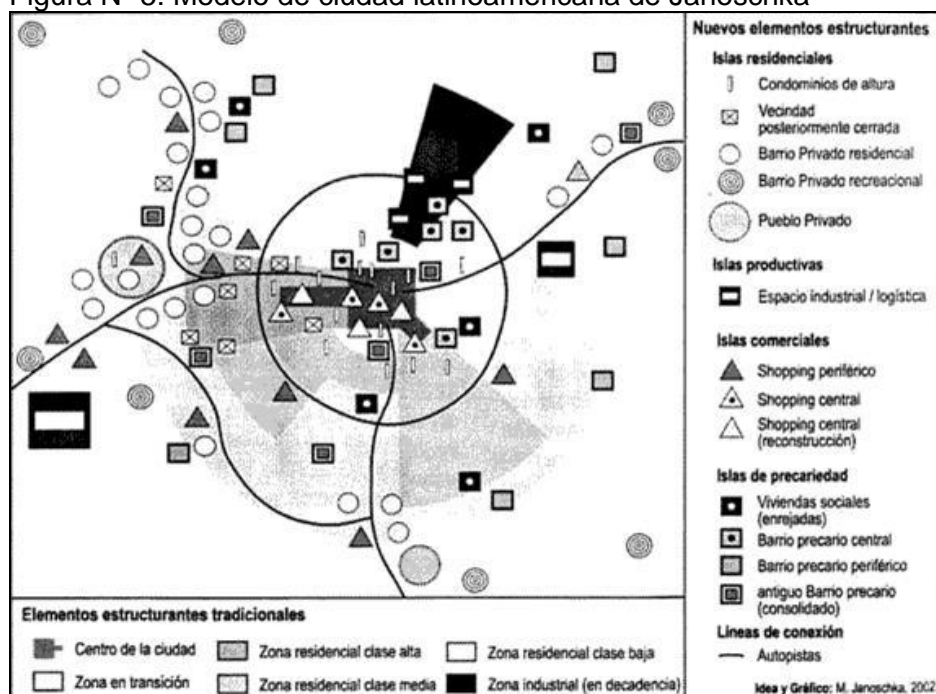 Figura N° 3: Modelo de ciudad latinoamericana de Janoschka
Nuevos elementos estructurantes
Islas residenciales
Condominios de altura
Vecindad
posteriormente cerrada
Barrio Privado residencial
Barrio Privado recreacional
Pueblo Privado
Islas productivas
Espacio industrial / logística
Islas comerciales
Shopping periférico
Shopping central
Shopping central
(reconstrucción)
Islas de precariedad
Viviendas sociales
(enrejadas)
Barrio precario central
Barrio precario periférico
antiguo Barrio precario
(consolidado)
Líneas de conexión
Autopistas
Idea y Gráfico: M. Janoschka, 2002
Elementos estructurantes tradicionales
Centro de la ciudad
Zona residencial clase alta
Zona residencial clase baja
Zona en transición
Zona residencial clase media
Zona industrial (en decadencia)